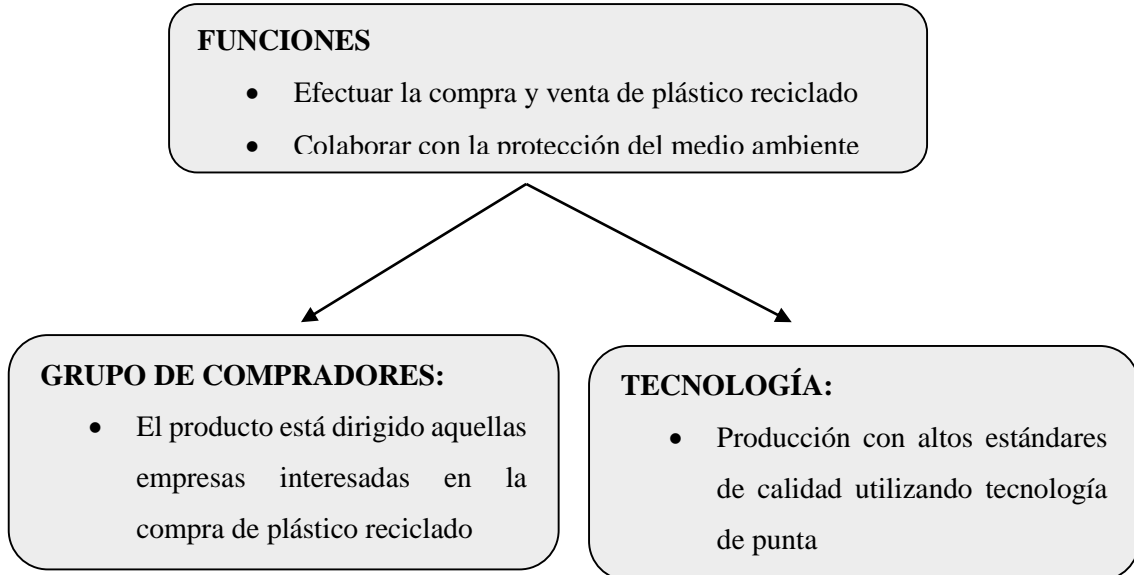 FUNCIONES
• Efectuar la compra y venta de plástico reciclado
• Colaborar con la protección del medio ambiente
GRUPO DE COMPRADORES:
• El producto está dirigido aquellas
empresas interesadas en la
compra de plástico reciclado
TECNOLOGÍA:
• Producción con altos estándares
de calidad utilizando tecnología
de punta